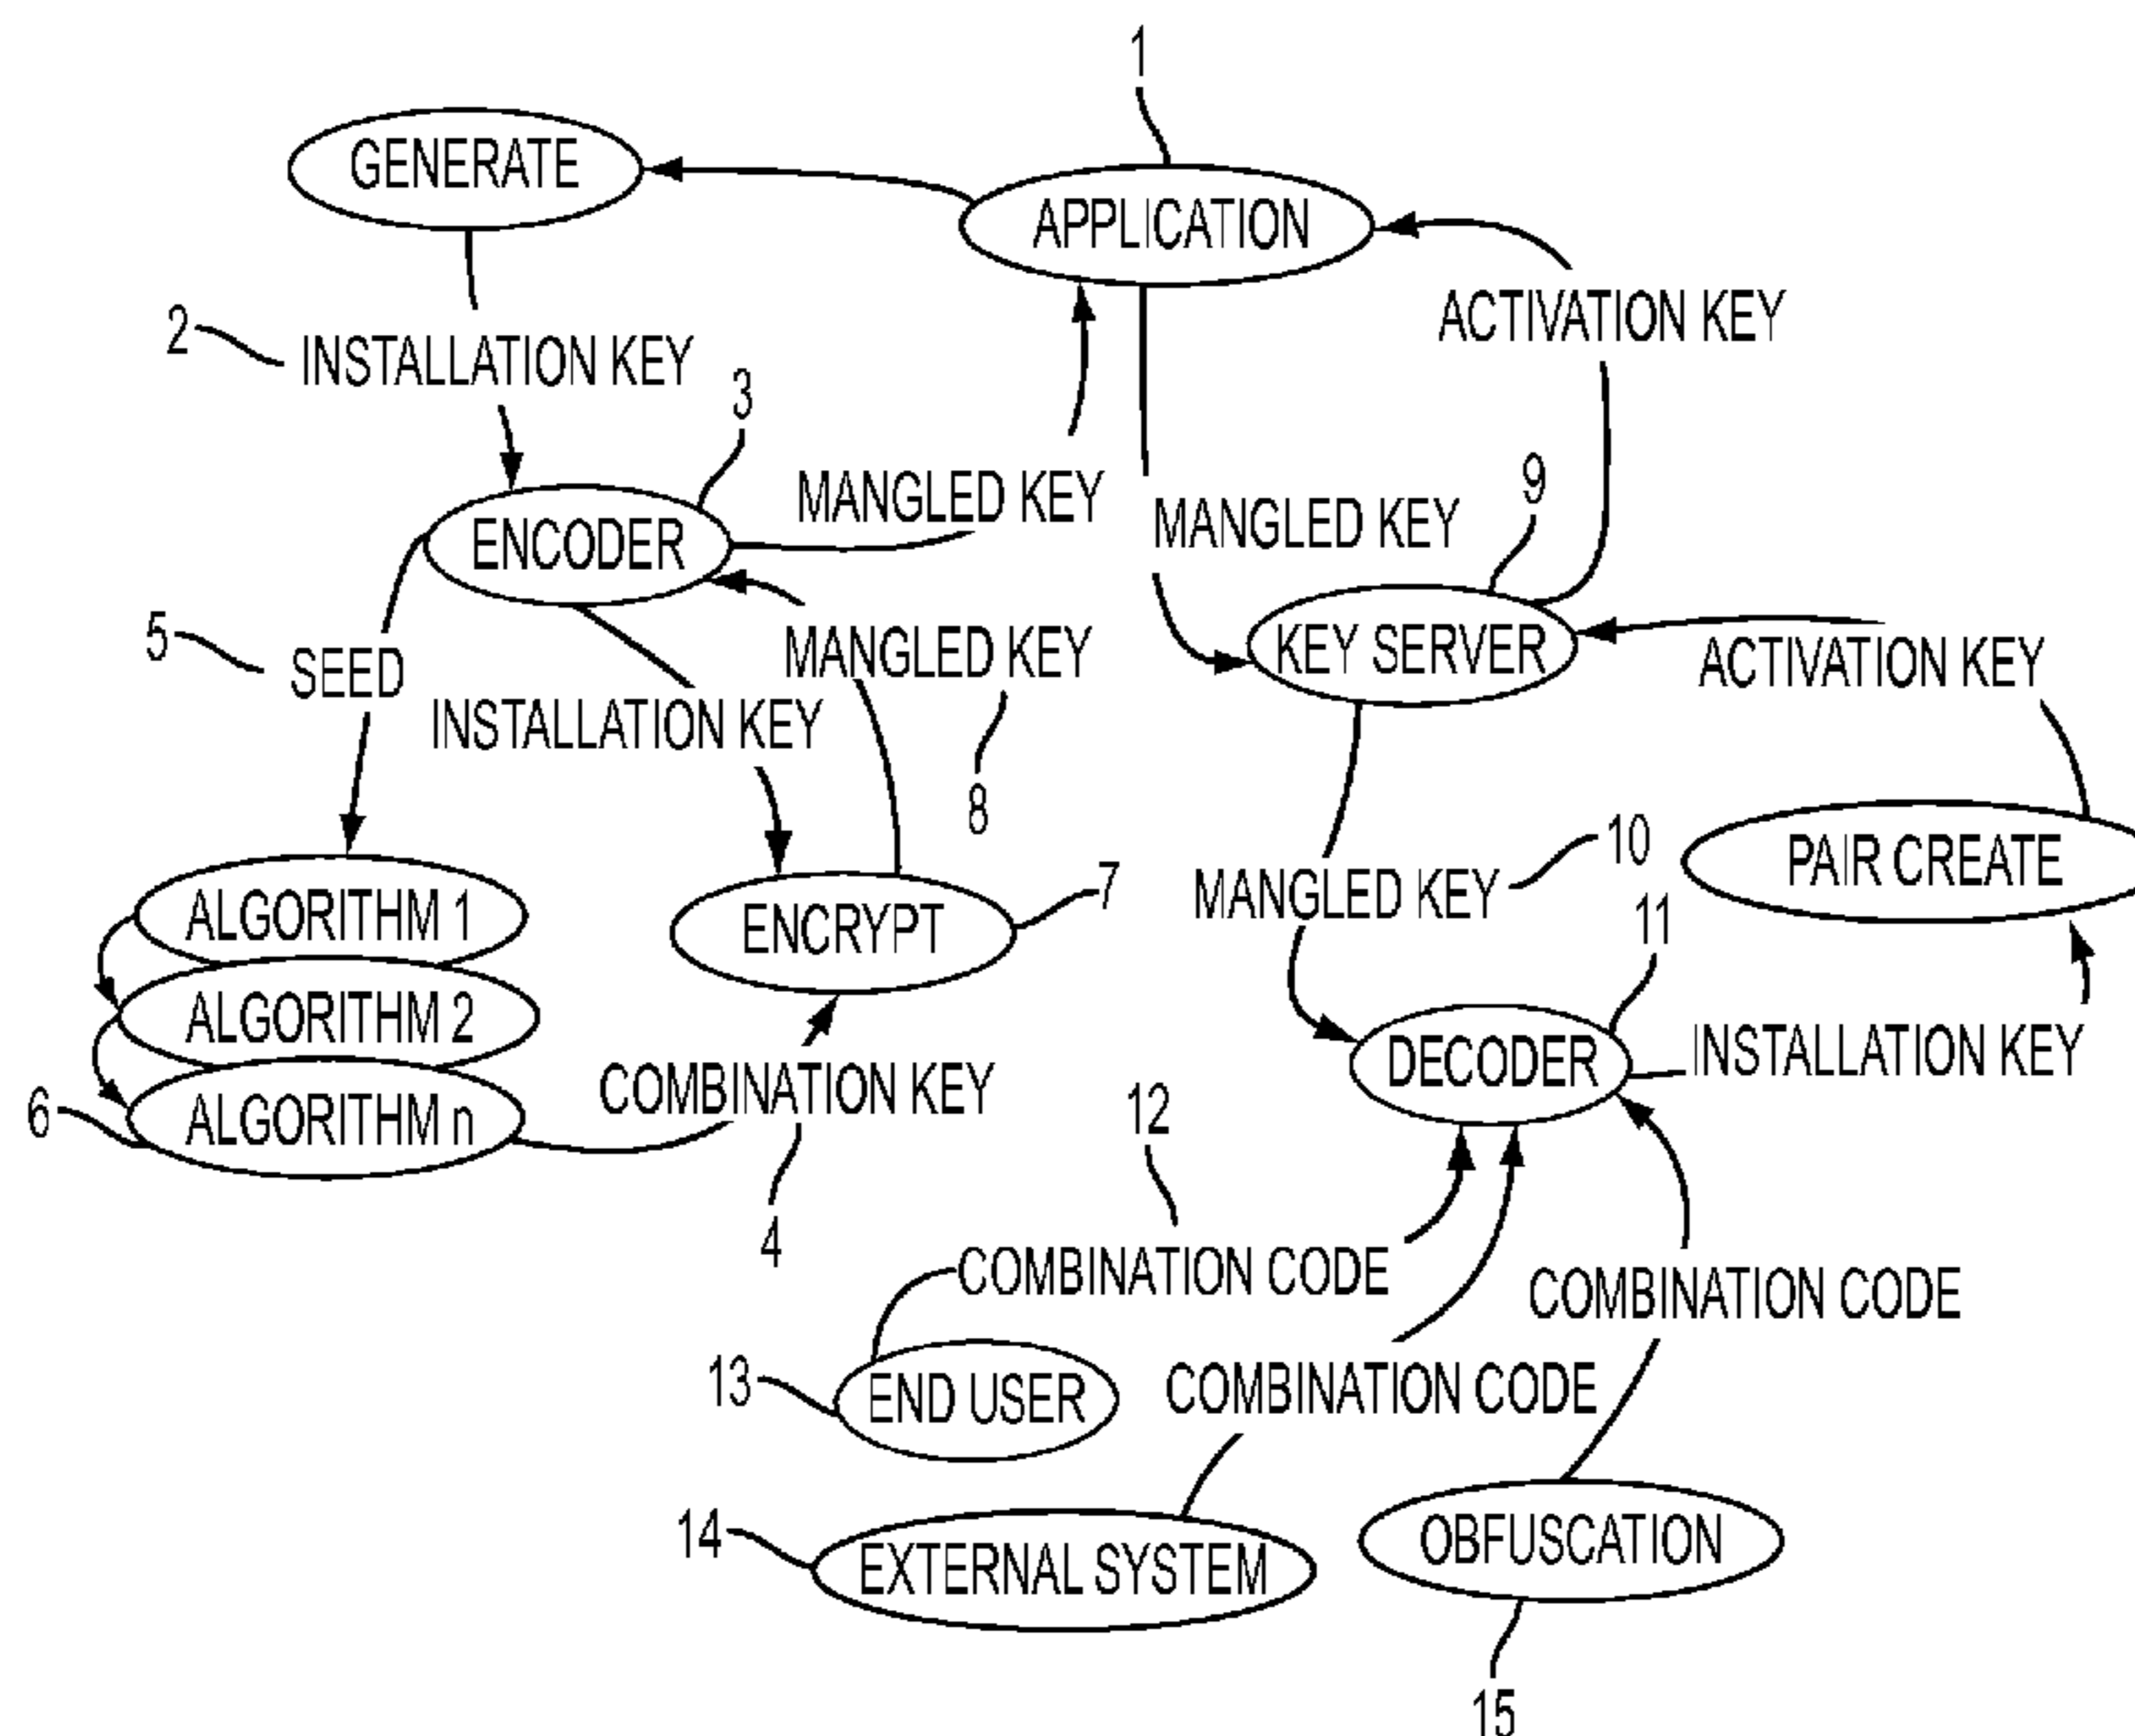 1
GENERATE
APPLICATION
ACTIVATION KEY
2
INSTALLATION KEY
3
MANGLED KEY
MANGLED KEY
9
ENCODER
5
SEED
MANGLED KEY
KEY SERVER
ACTIVATION KEY
INSTALLATION KEY
8
10
PAIR CREATE
MANGLED KEY
7
ALGORITHM 1
ENCRYPT
11
ALGORITHM 2
DECODER
INSTALLATION KEY
COMBINATION KEY
6
ALGORITHM n
12
4
COMBINATION CODE
COMBINATION CODE
13
END USER
COMBINATION CODE
14
EXTERNAL SYSTEM
OBFUSCATION
15